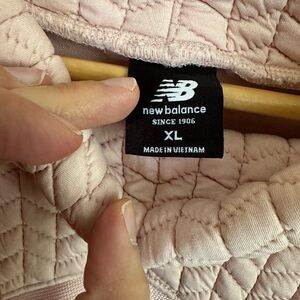 NB
new balance
SINCE 1906
XL
MADE IN VIETNAM